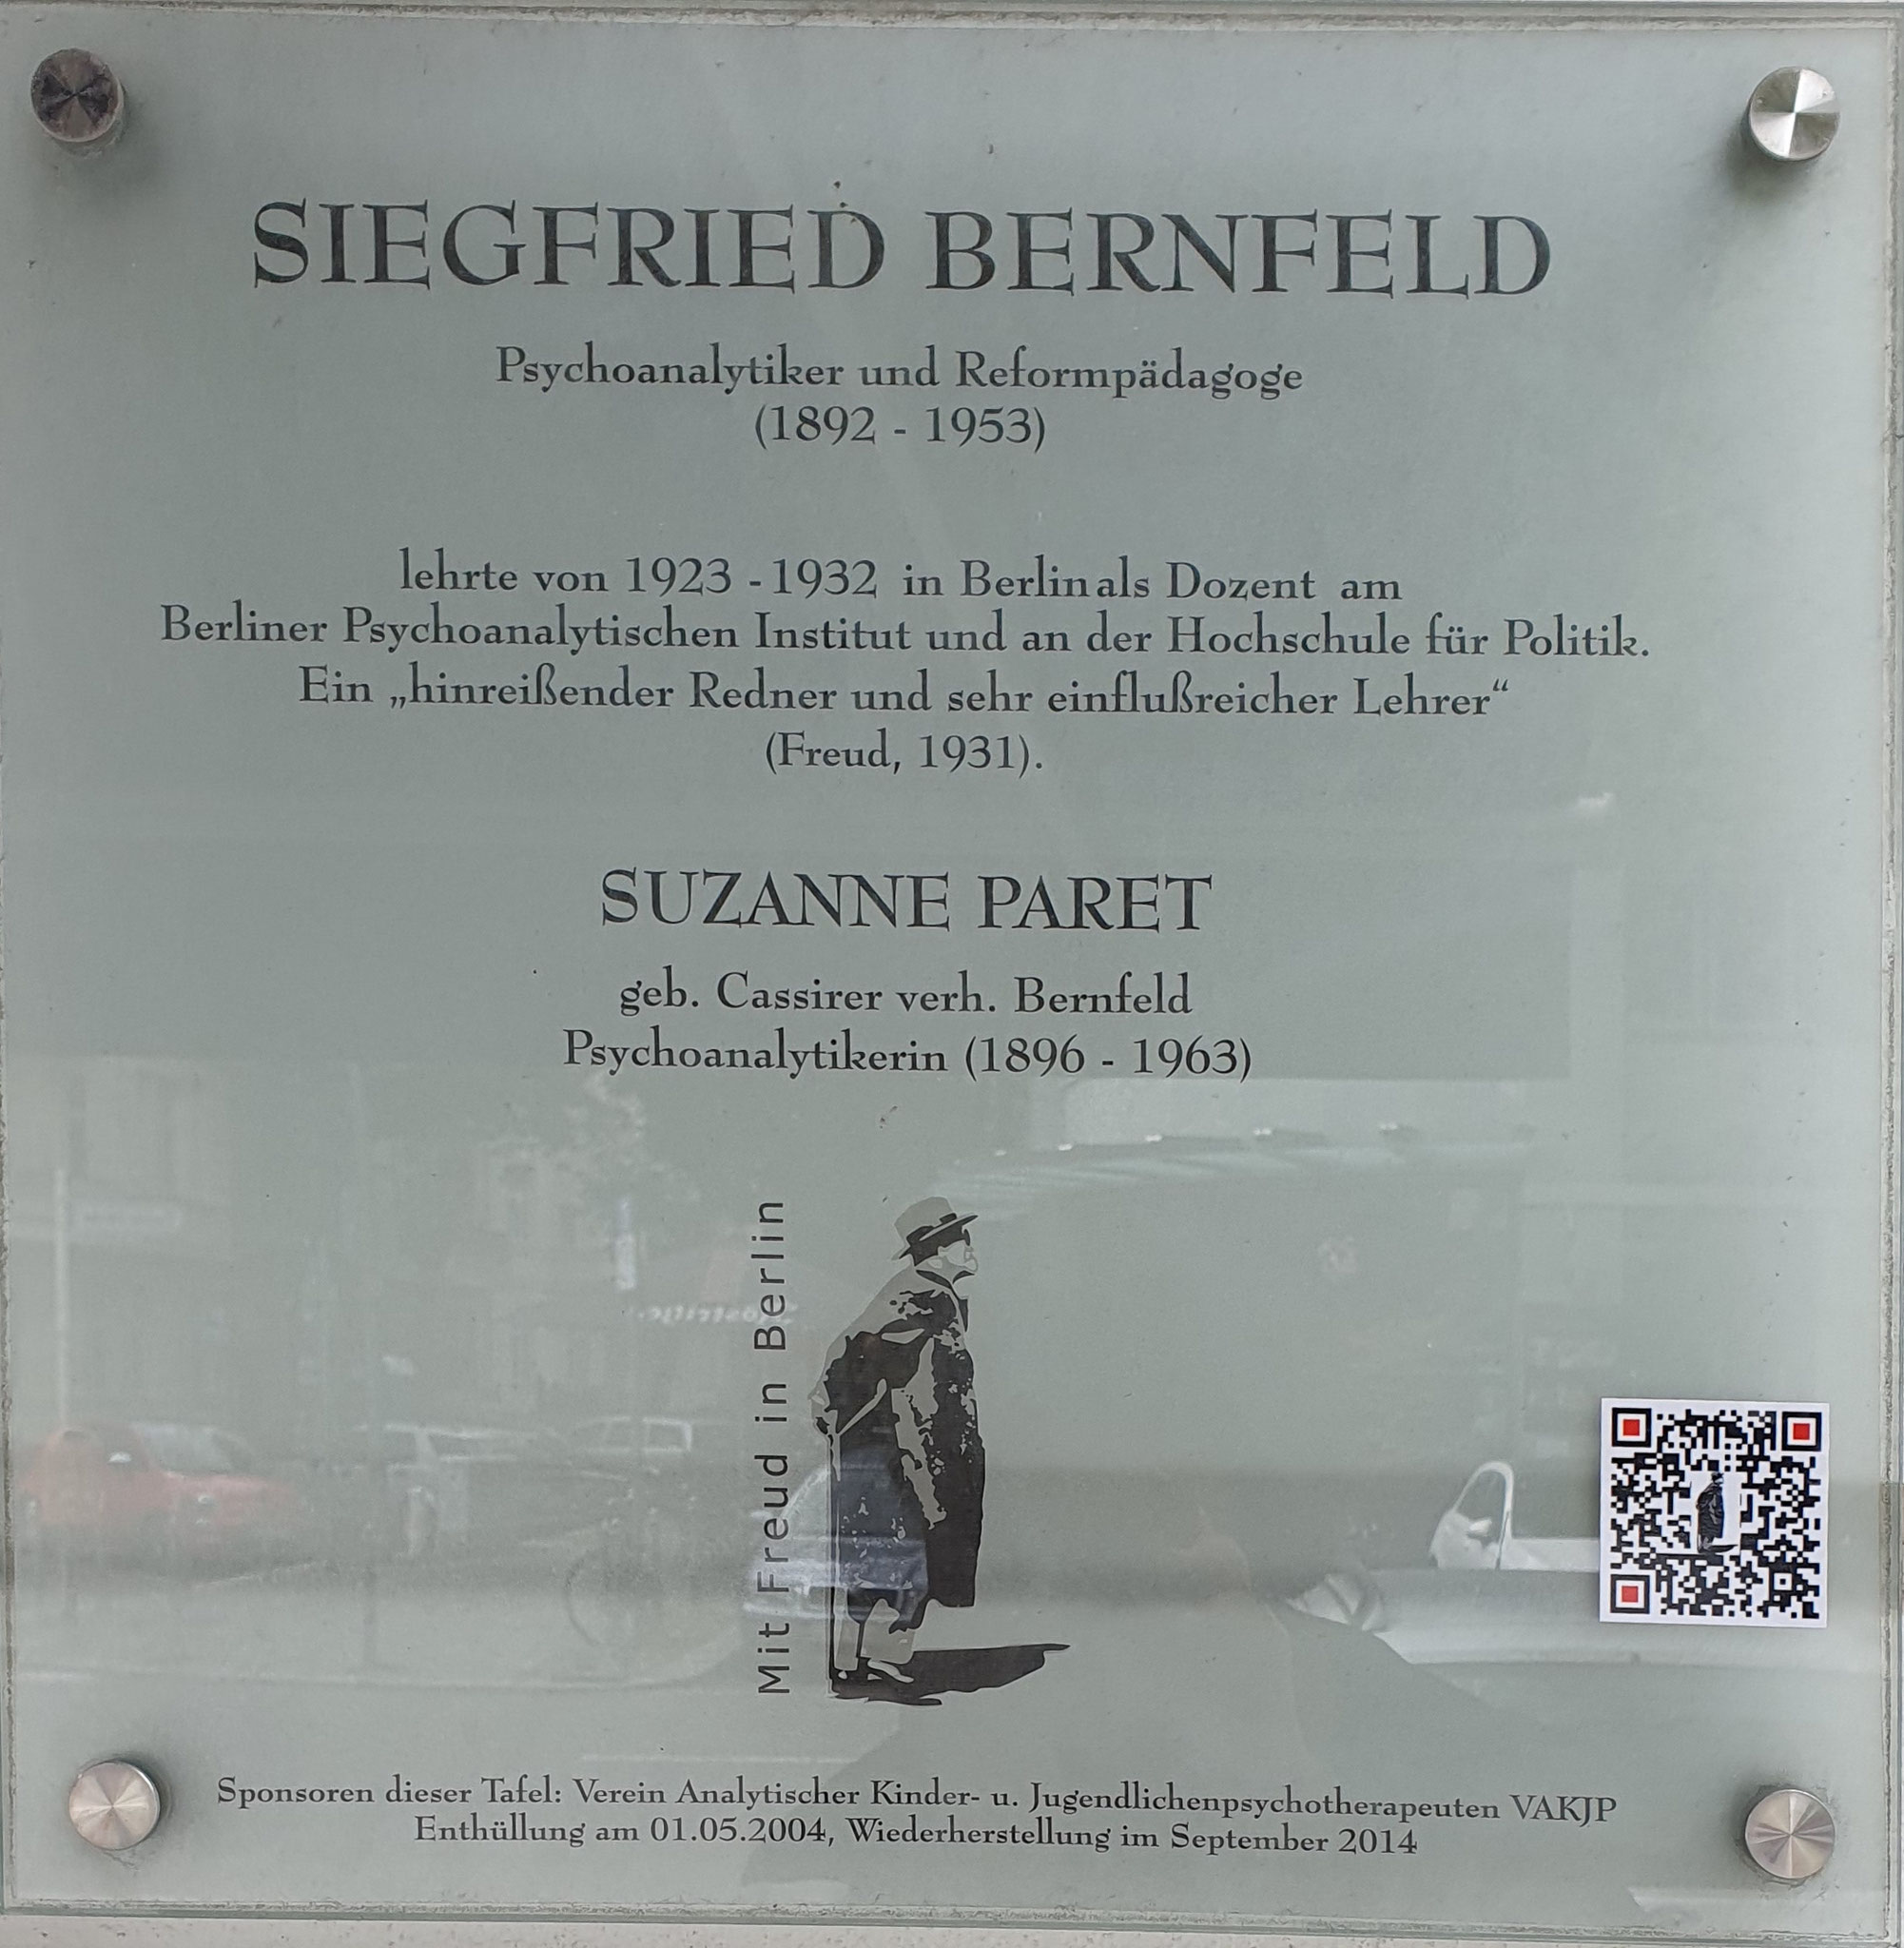 SIEGFRIED BERNFELD
Psychoanalytiker und Reformpädagoge
(1892 - 1953)
lehrte von 1923 - 1932 in Berlin als Dozent am
Berliner Psychoanalytischen Institut und an der Hochschule für Politik.
Ein „hinreißender Redner und sehr einflußreicher Lehrer“
(Freud, 1931).
SUZANNE PARET
geb. Cassirer verh. Bernfeld
Psychoanalytikerin (1896 - 1963)
Mit Freud in Berlin
Sponsoren dieser Tafel: Verein Analytischer Kinder- u. Jugendlichenpsychotherapeuten VAKJP
Enthüllung am 01.05.2004, Wiederherstellung im September 2014